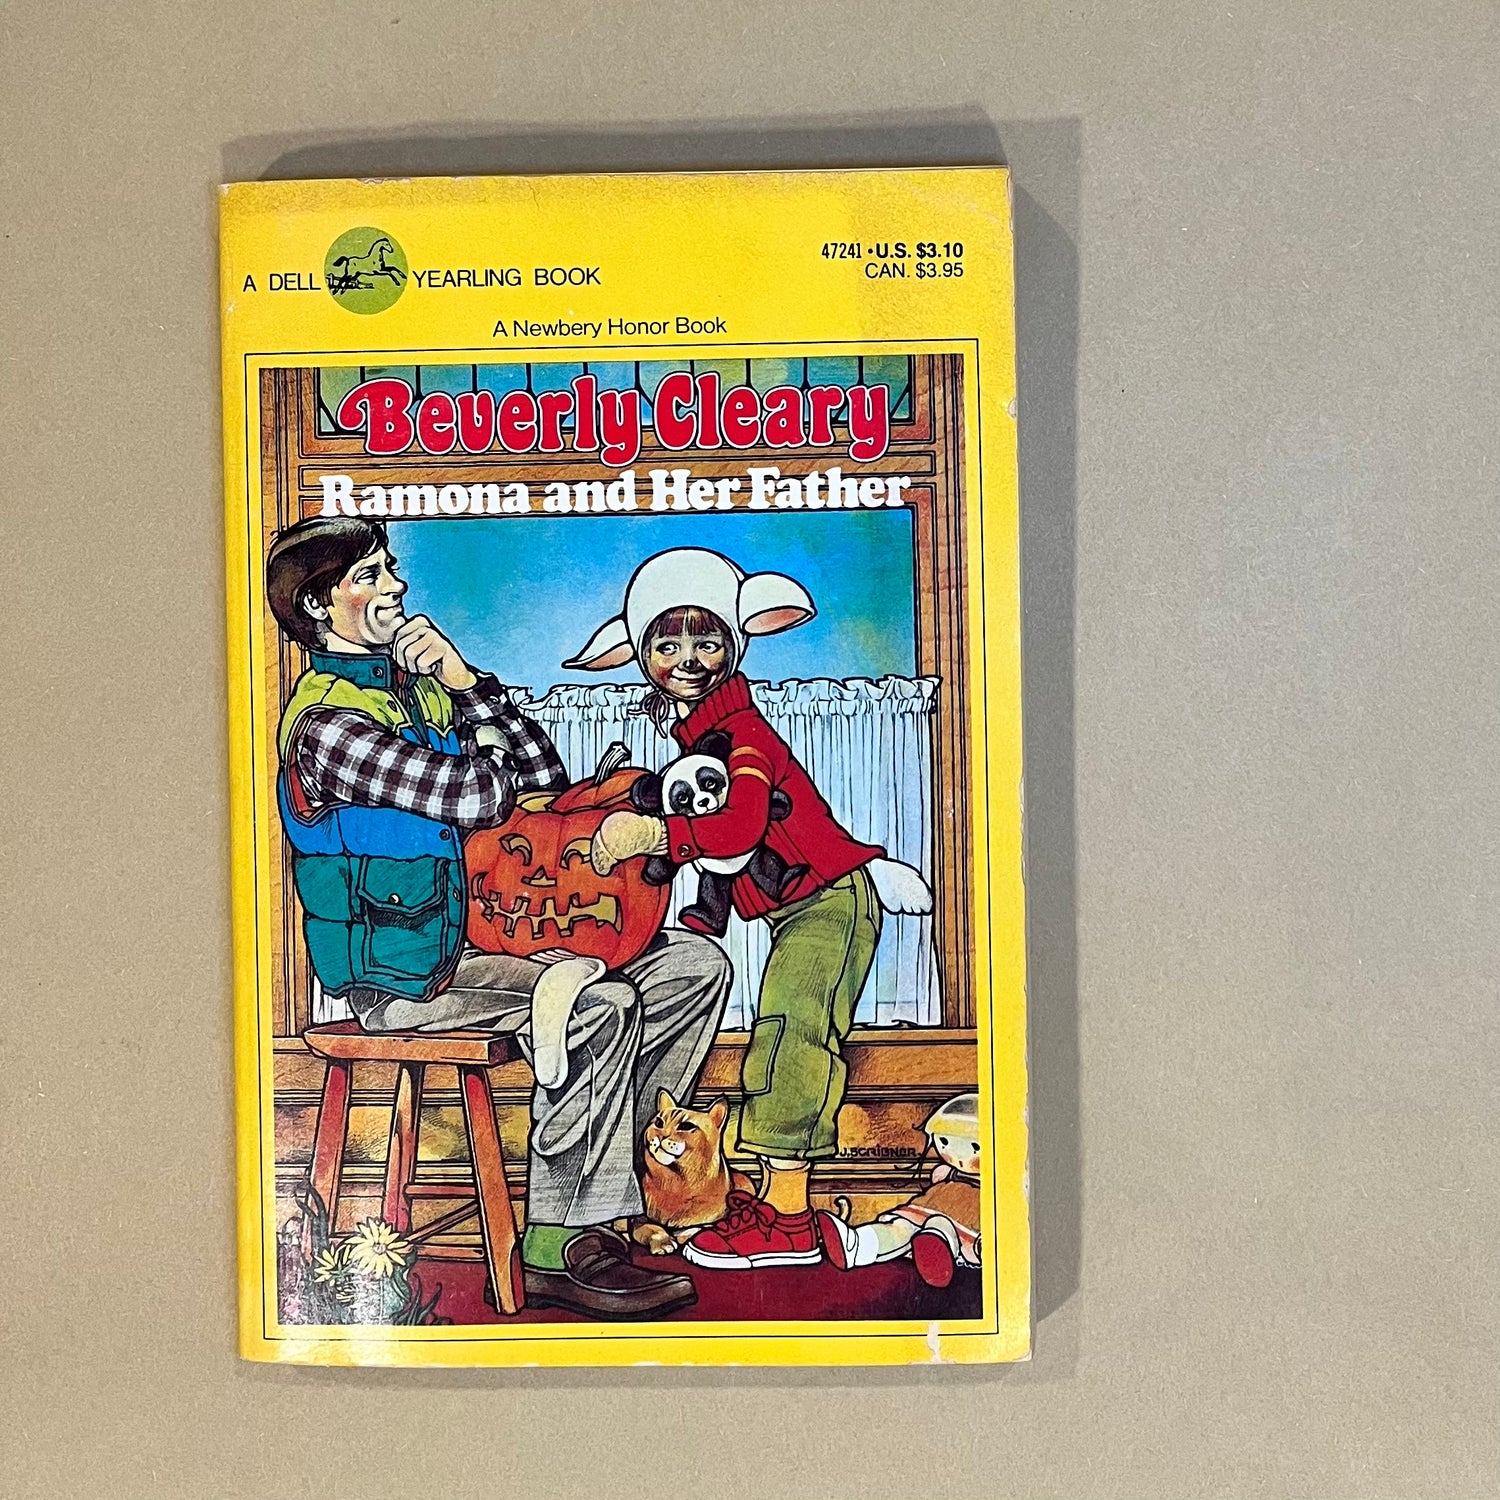 A DELL YEARLING BOOK
47241 • U.S. $3.10
CAN. $3.95
A Newbery Honor Book
Beverly Cleary
Ramona and Her Father
J. SCRIBNER